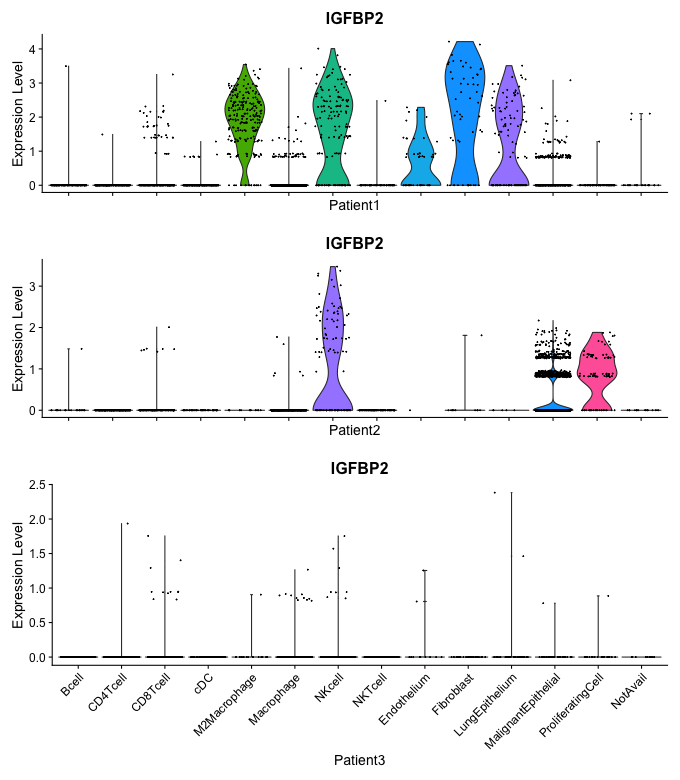 IGFBP2
Expression Level
4
3
2
1
0
Patient1
IGFBP2
Expression Level
3
2
1
0
Patient2
IGFBP2
Expression Level
2.5
2.0
1.5
1.0
0.5
0.0
Bcell
CD4Tcell
CD8Tcell
cDC
M2Macrophage
Macrophage
NKcell
NKTcell
Endothelium
Fibroblast
LungEpithelium
MalignantEpithelial
ProliferatingCell
NotAvail
Patient3